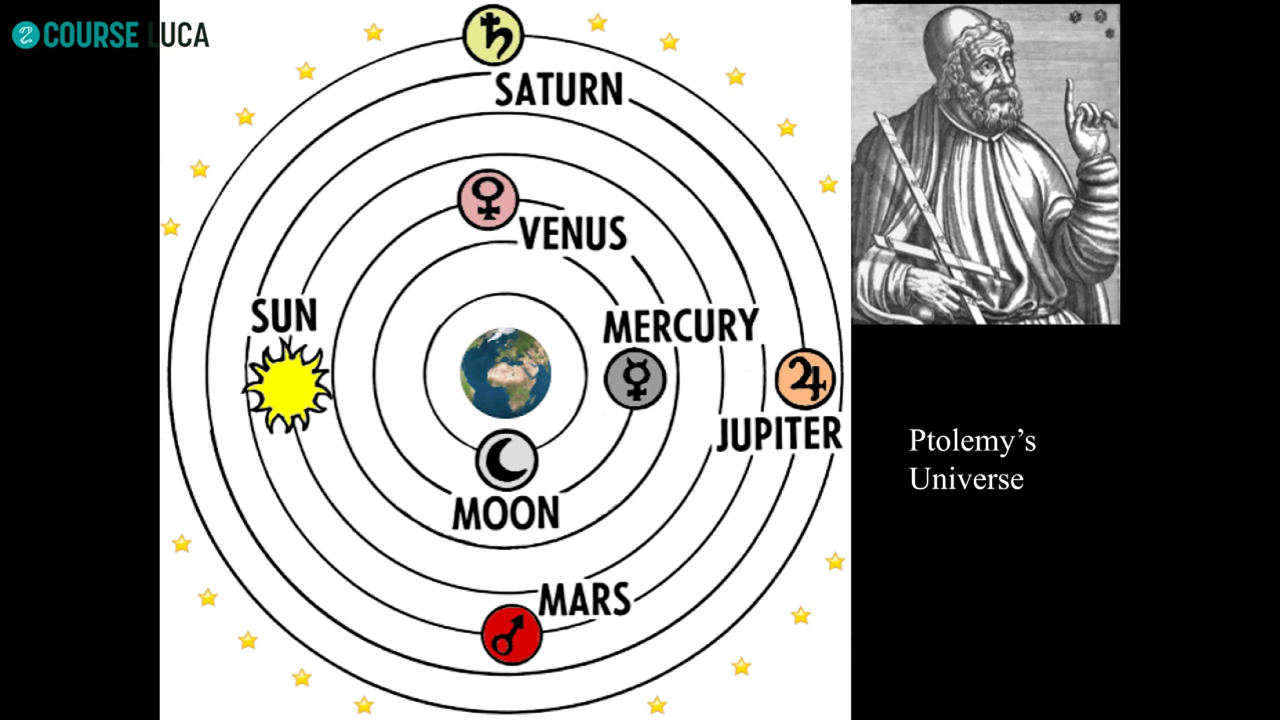 COURSE LUCA
SATURN
VENUS
SUN
MERCURY
JUPITER
MOON
MARS
Ptolemy’s
Universe